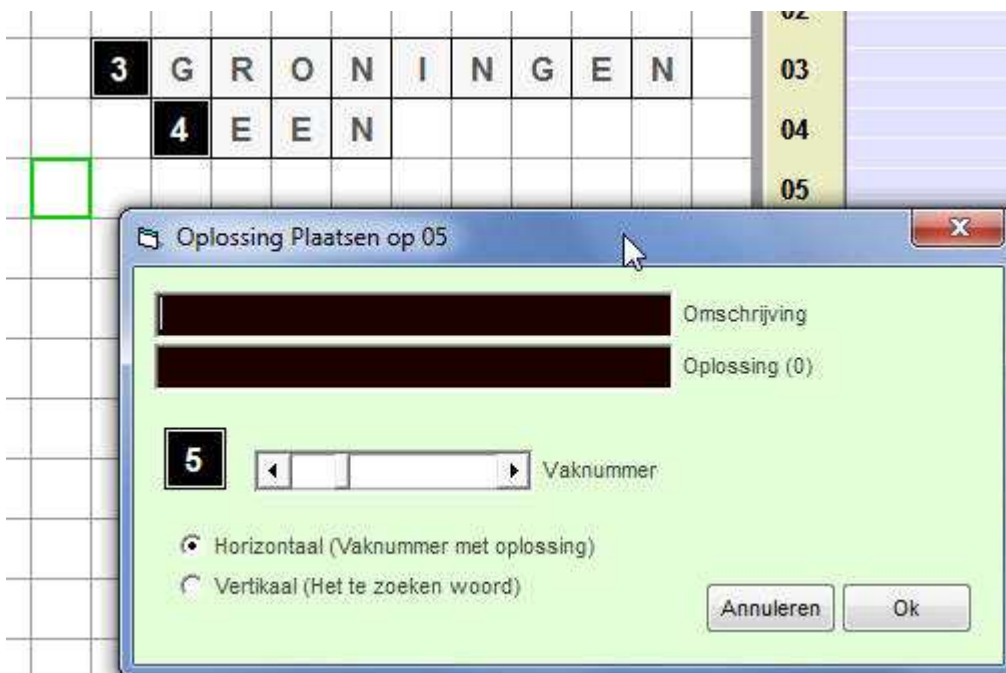 02
3 G R O N I N G E N 03
4 E E N 04
05
Oplossing Plaatsen op 05
Omschrijving
Oplossing (0)
5 Vaknummer
Horizontaal (Vaknummer met oplossing)
Vertikaal (Het te zoeken woord)
Annuleren Ok